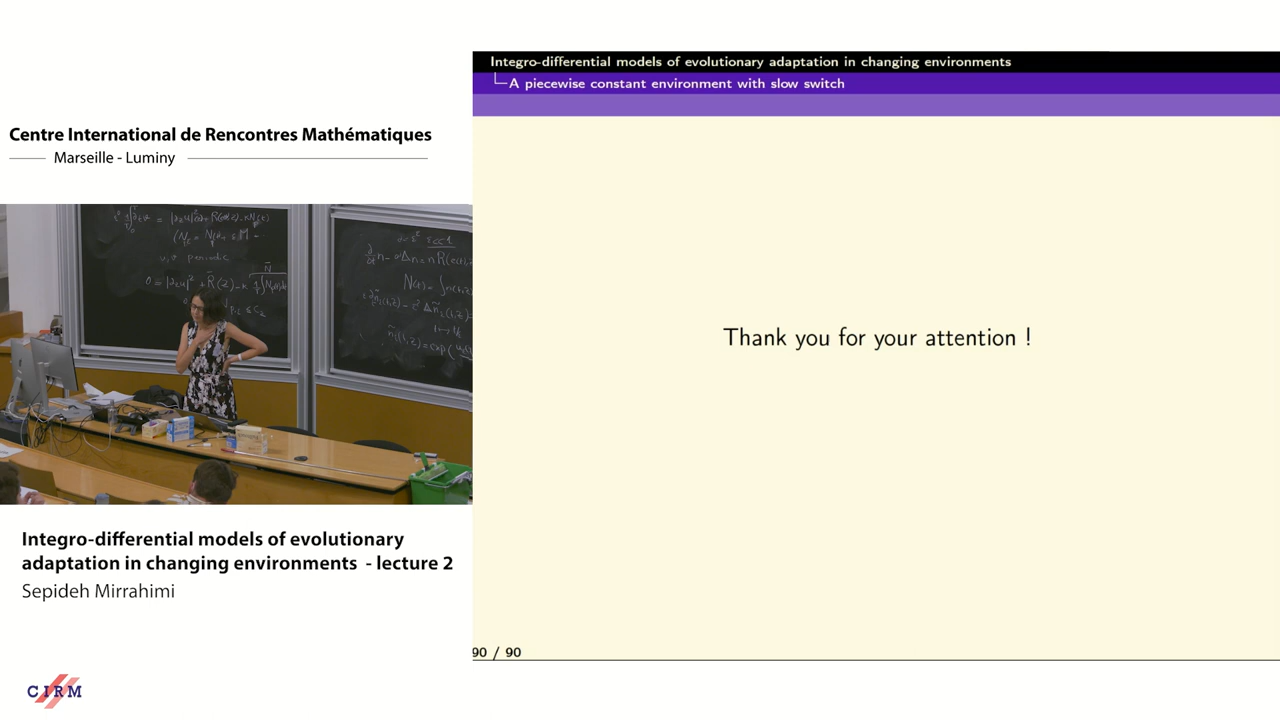 Centre International de Rencontres Mathématiques
Marseille - Luminy
Integro-differential models of evolutionary
adaptation in changing environments - lecture 2
Sepideh Mirrahimi
CIRM
Integro-differential models of evolutionary adaptation in changing environments
A piecewise constant environment with slow switch
Thank you for your attention !
90 / 90